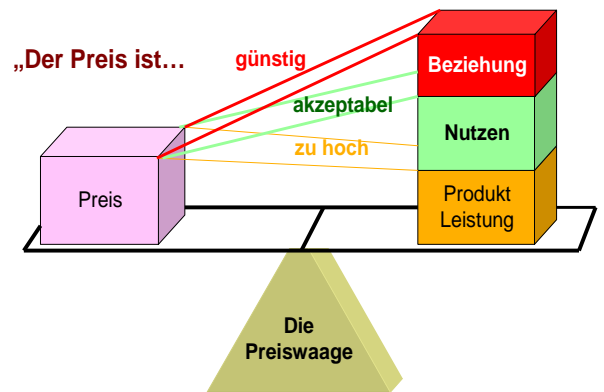 „Der Preis ist…
günstig
akzeptabel
zu hoch
Beziehung
Nutzen
Produkt
Leistung
Preis
Die
Preiswaage